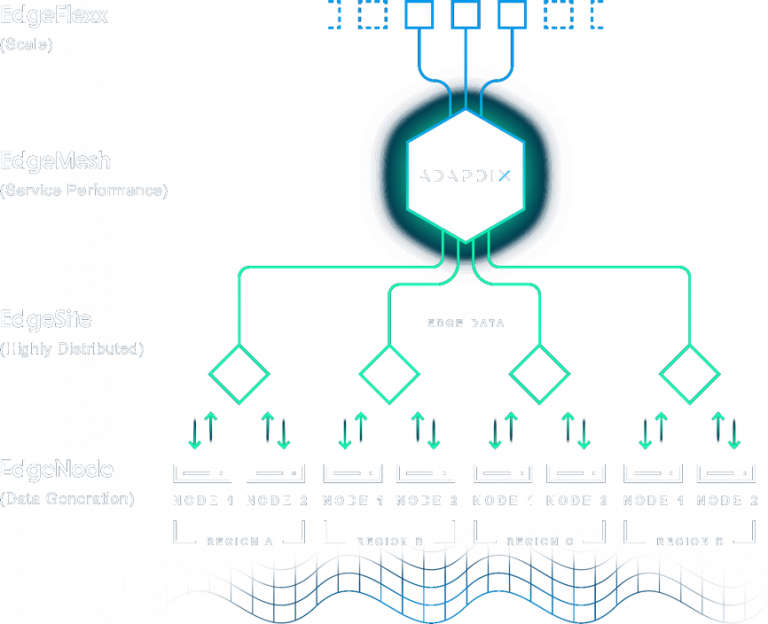 EdgeFlexx
(Scale)
EdgeMesh
(Service Performance)
ADAPDIX
EdgeSite
(Highly Distributed)
EDGE DATA
EdgeNode
(Data Generation)
NODE 1 NODE 2 NODE 1 NODE 2 NODE 1 NODE 2 NODE 1 NODE 2
REGION A REGION B REGION C REGION D